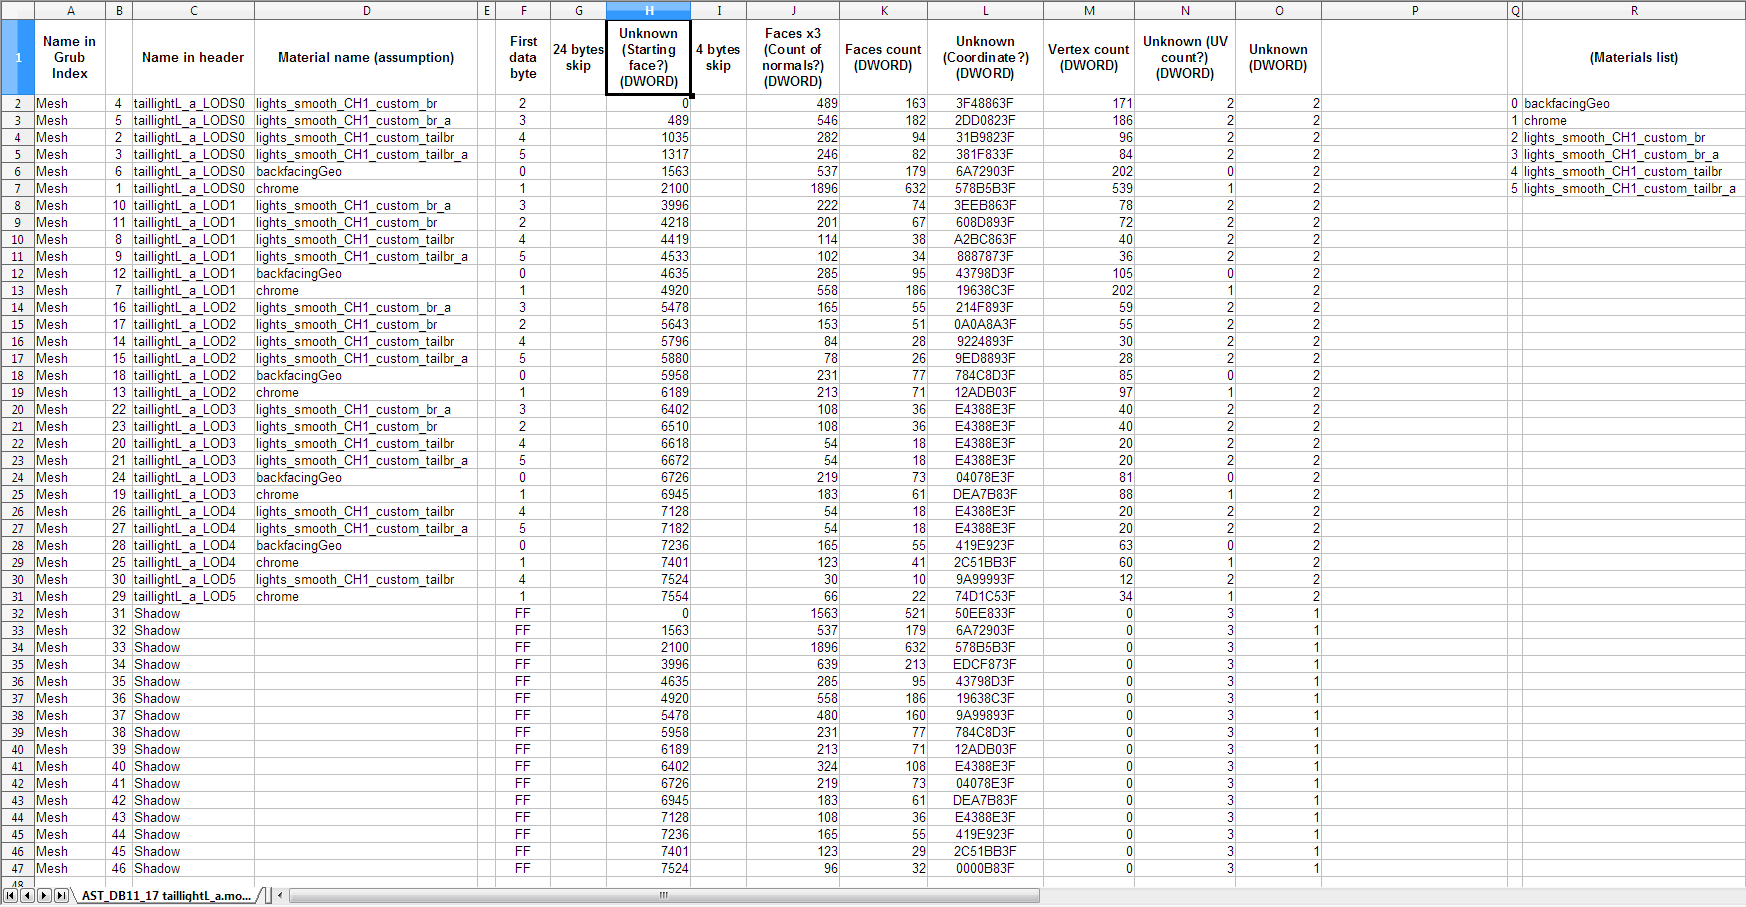 A B C D E F G H I J K L M N O P Q R
1 Name in Grub Index Name in header Material name (assumption) First data byte 24 bytes skip Unknown (Starting face?) (DWORD) 4 bytes skip Faces x3 (Count of normals?) (DWORD) Faces count (DWORD) Unknown (Coordinate?) (DWORD) Vertex count (DWORD) Unknown (UV count?) (DWORD) Unknown (DWORD) (Materials list)
2 Mesh 4 taillightL_a_LODS0 lights_smooth_CH1_custom_br 2 0 489 163 3F48863F 171 2 2 0 backfacingGeo
3 Mesh 5 taillightL_a_LODS0 lights_smooth_CH1_custom_br_a 3 489 546 182 2DD0823F 186 2 2 1 chrome
4 Mesh 2 taillightL_a_LODS0 lights_smooth_CH1_custom_tailbr 4 1035 282 94 31B9823F 96 2 2 2 lights_smooth_CH1_custom_br
5 Mesh 3 taillightL_a_LODS0 lights_smooth_CH1_custom_tailbr_a 5 1317 246 82 381F833F 84 2 2 3 lights_smooth_CH1_custom_br_a
6 Mesh 6 taillightL_a_LODS0 backfacingGeo 0 1563 537 179 6A72903F 202 0 2 4 lights_smooth_CH1_custom_tailbr
7 Mesh 1 taillightL_a_LODS0 chrome 1 2100 1896 632 578B5B3F 539 1 2 5 lights_smooth_CH1_custom_tailbr_a
8 Mesh 10 taillightL_a_LOD1 lights_smooth_CH1_custom_br_a 3 3996 222 74 3EEB863F 78 2 2
9 Mesh 11 taillightL_a_LOD1 lights_smooth_CH1_custom_br 2 4218 201 67 608D893F 72 2 2
10 Mesh 8 taillightL_a_LOD1 lights_smooth_CH1_custom_tailbr 4 4419 114 38 A2BC863F 40 2 2
11 Mesh 9 taillightL_a_LOD1 lights_smooth_CH1_custom_tailbr_a 5 4533 102 34 8887873F 36 2 2
12 Mesh 12 taillightL_a_LOD1 backfacingGeo 0 4635 285 95 43798D3F 105 0 2
13 Mesh 7 taillightL_a_LOD1 chrome 1 4920 558 186 19638C3F 202 1 2
14 Mesh 16 taillightL_a_LOD2 lights_smooth_CH1_custom_br_a 3 5478 165 55 214F893F 59 2 2
15 Mesh 17 taillightL_a_LOD2 lights_smooth_CH1_custom_br 2 5643 153 51 0A0A8A3F 55 2 2
16 Mesh 14 taillightL_a_LOD2 lights_smooth_CH1_custom_tailbr 4 5796 84 28 9224893F 30 2 2
17 Mesh 15 taillightL_a_LOD2 lights_smooth_CH1_custom_tailbr_a 5 5880 78 26 9ED8893F 28 2 2
18 Mesh 18 taillightL_a_LOD2 backfacingGeo 0 5958 231 77 784C8D3F 85 0 2
19 Mesh 13 taillightL_a_LOD2 chrome 1 6189 213 71 12ADB03F 97 1 2
20 Mesh 22 taillightL_a_LOD3 lights_smooth_CH1_custom_br_a 3 6402 108 36 E4388E3F 40 2 2
21 Mesh 23 taillightL_a_LOD3 lights_smooth_CH1_custom_br 2 6510 108 36 E4388E3F 40 2 2
22 Mesh 20 taillightL_a_LOD3 lights_smooth_CH1_custom_tailbr 4 6618 54 18 E4388E3F 20 2 2
23 Mesh 21 taillightL_a_LOD3 lights_smooth_CH1_custom_tailbr_a 5 6672 54 18 E4388E3F 20 2 2
24 Mesh 24 taillightL_a_LOD3 backfacingGeo 0 6726 219 73 04078E3F 81 0 2
25 Mesh 19 taillightL_a_LOD3 chrome 1 6945 183 61 DEA7B83F 88 1 2
26 Mesh 26 taillightL_a_LOD4 lights_smooth_CH1_custom_tailbr 4 7128 54 18 E4388E3F 20 2 2
27 Mesh 27 taillightL_a_LOD4 lights_smooth_CH1_custom_tailbr_a 5 7182 54 18 E4388E3F 20 2 2
28 Mesh 28 taillightL_a_LOD4 backfacingGeo 0 7236 165 55 419E923F 63 0 2
29 Mesh 25 taillightL_a_LOD4 chrome 1 7401 123 41 2C51BB3F 60 1 2
30 Mesh 30 taillightL_a_LOD5 lights_smooth_CH1_custom_tailbr 4 7524 30 10 9A99993F 12 2 2
31 Mesh 29 taillightL_a_LOD5 chrome 1 7554 66 22 74D1C53F 34 1 2
32 Mesh 31 Shadow FF 0 1563 521 50EE833F 0 3 1
33 Mesh 32 Shadow FF 1563 537 179 6A72903F 0 3 1
34 Mesh 33 Shadow FF 2100 1896 632 578B5B3F 0 3 1
35 Mesh 34 Shadow FF 3996 639 213 EDCF873F 0 3 1
36 Mesh 35 Shadow FF 4635 285 95 43798D3F 0 3 1
37 Mesh 36 Shadow FF 4920 558 186 19638C3F 0 3 1
38 Mesh 37 Shadow FF 5478 480 160 9A99893F 0 3 1
39 Mesh 38 Shadow FF 5958 231 77 784C8D3F 0 3 1
40 Mesh 39 Shadow FF 6189 213 71 12ADB03F 0 3 1
41 Mesh 40 Shadow FF 6402 324 108 E4388E3F 0 3 1
42 Mesh 41 Shadow FF 6726 219 73 04078E3F 0 3 1
43 Mesh 42 Shadow FF 6945 183 61 DEA7B83F 0 3 1
44 Mesh 43 Shadow FF 7128 108 36 E4388E3F 0 3 1
45 Mesh 44 Shadow FF 7236 165 55 419E923F 0 3 1
46 Mesh 45 Shadow FF 7401 123 29 2C51BB3F 0 3 1
47 Mesh 46 Shadow FF 7524 96 32 0000B83F 0 3 1
48
AST_DB11_17 taillightL_a.mo...